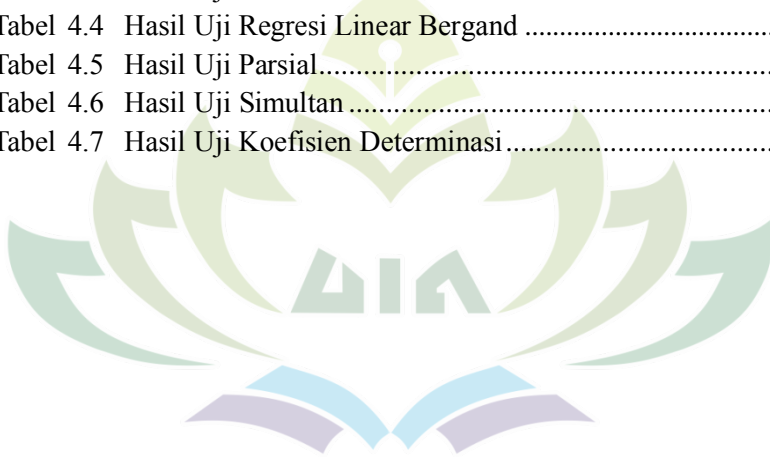 Tabel 4.4 Hasil Uji Regresi Linear Bergand ....................................
Tabel 4.5 Hasil Uji Parsial................................................................
Tabel 4.6 Hasil Uji Simultan ............................................................
Tabel 4.7 Hasil Uji Koefisien Determinasi .......................................
UIN